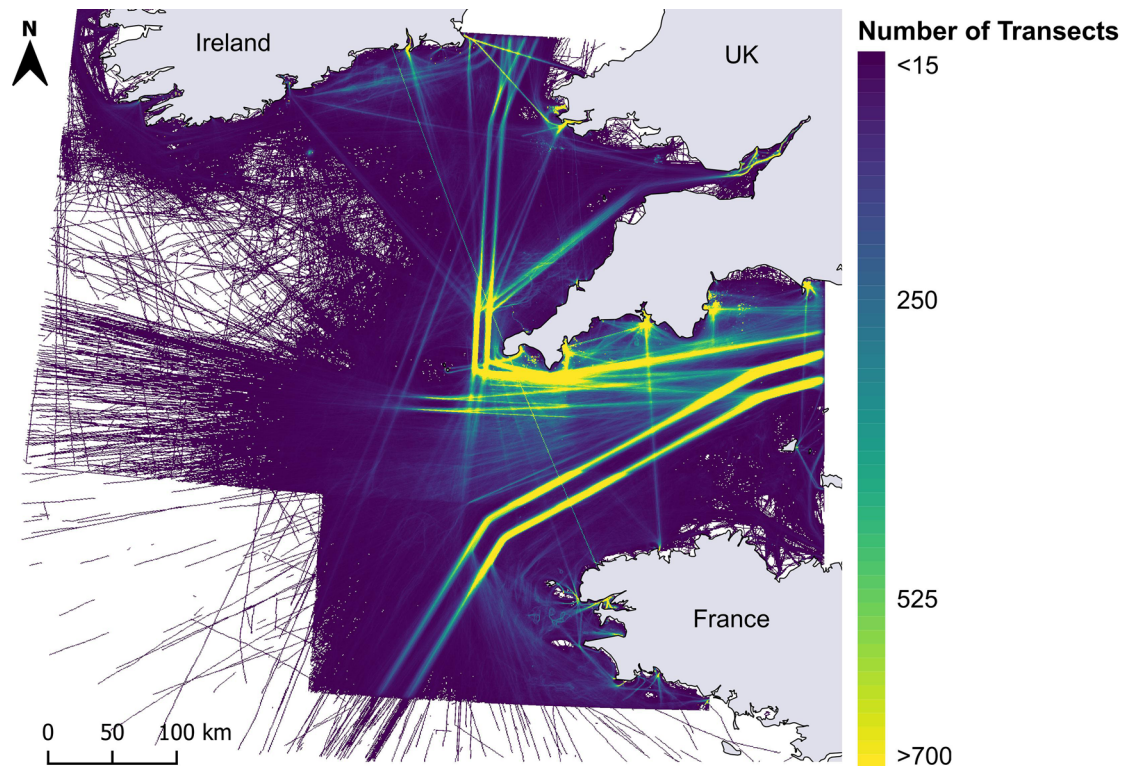 N
Ireland
UK
France
0 50 100 km
Number of Transects
<15
250
525
>700